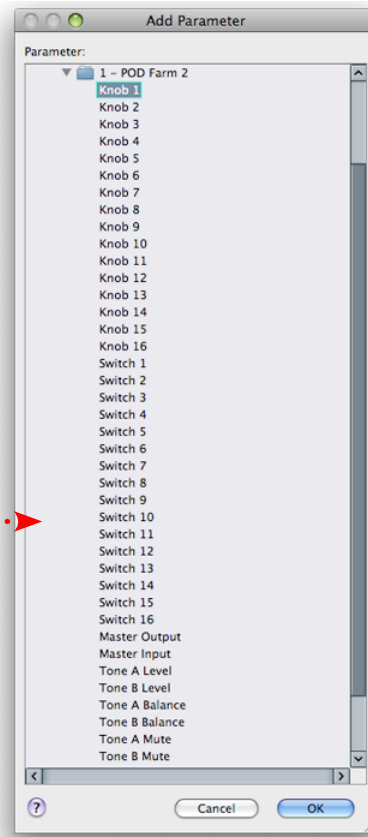 Add Parameter
Parameter:
1 - POD Farm 2
Knob 1
Knob 2
Knob 3
Knob 4
Knob 5
Knob 6
Knob 7
Knob 8
Knob 9
Knob 10
Knob 11
Knob 12
Knob 13
Knob 14
Knob 15
Knob 16
Switch 1
Switch 2
Switch 3
Switch 4
Switch 5
Switch 6
Switch 7
Switch 8
Switch 9
Switch 10
Switch 11
Switch 12
Switch 13
Switch 14
Switch 15
Switch 16
Master Output
Master Input
Tone A Level
Tone B Level
Tone A Balance
Tone B Balance
Tone A Mute
Tone B Mute
? Cancel OK